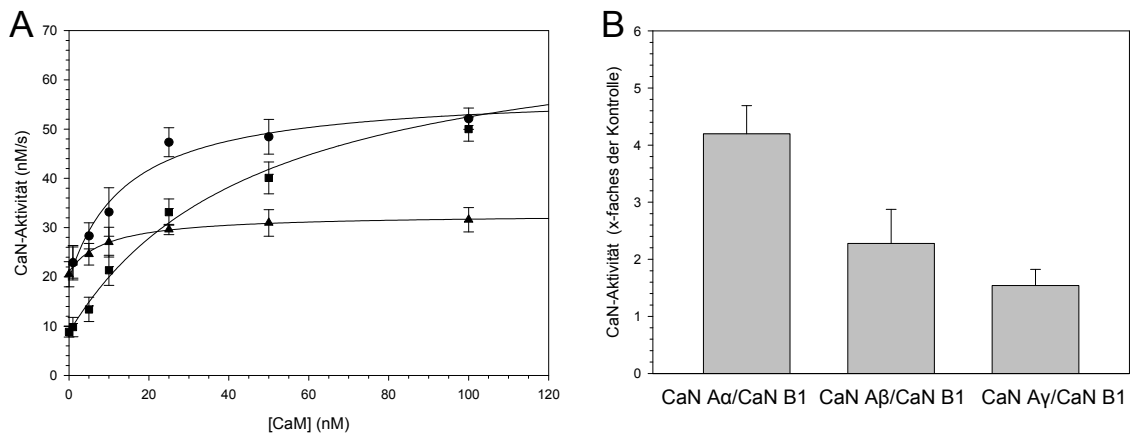 A
CaN-Aktivität (nM/s)
70
60
50
40
30
20
10
0
0 20 40 60 80 100 120
[CaM] (nM)
B
CaN-Aktivität (x-faches der Kontrolle)
6
5
4
3
2
1
0
CaN Aα/CaN B1 CaN Aβ/CaN B1 CaN Aγ/CaN B1